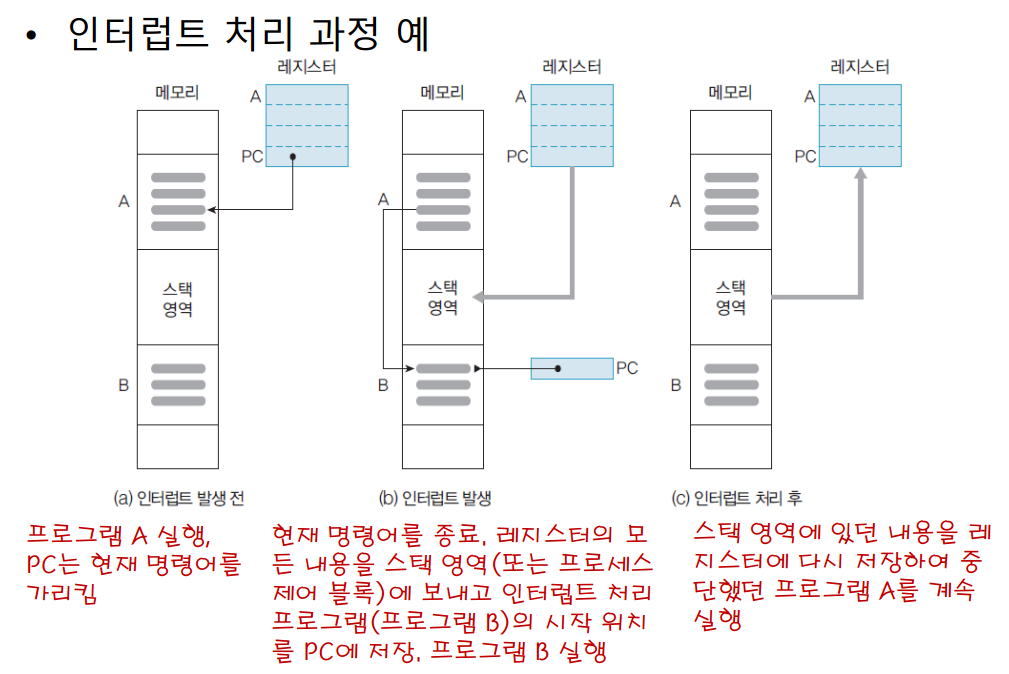 • 인터럽트 처리 과정 예
레지스터
메모리
A
PC
A
스택
영역
B
(a) 인터럽트 발생 전
프로그램 A 실행,
PC는 현재 명령어를
가리킴
레지스터
메모리
A
PC
A
스택
영역
B
PC
(b) 인터럽트 발생
현재 명령어를 종료, 레지스터의 모
든 내용을 스택 영역(또는 프로세스
제어 블록)에 보내고 인터럽트 처리
프로그램(프로그램 B)의 시작 위치
를 PC에 저장, 프로그램 B 실행
레지스터
메모리
A
PC
A
스택
영역
B
(c) 인터럽트 처리 후
스택 영역에 있던 내용을 레
지스터에 다시 저장하여 중
단했던 프로그램 A를 계속
실행